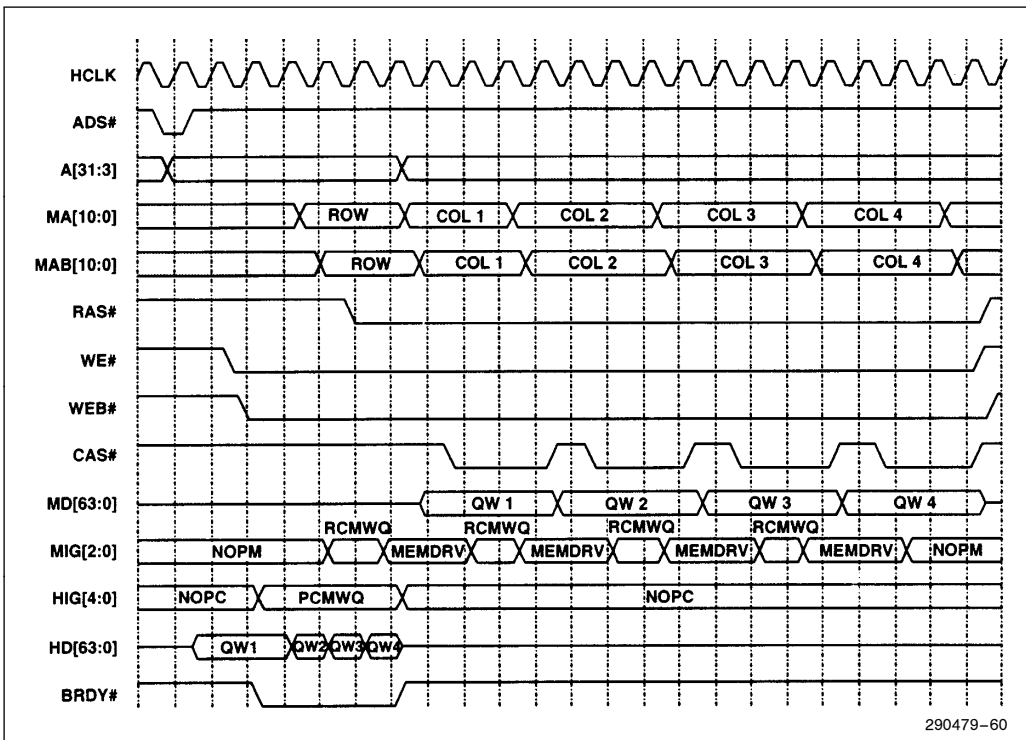 HCLK
ADS#
A[31:3]
MA[10:0] ROW COL 1 COL 2 COL 3 COL 4
MAB[10:0] ROW COL 1 COL 2 COL 3 COL 4
RAS#
WE#
WEB#
CAS#
MD[63:0] QW 1 QW 2 QW 3 QW 4
RCMWQ RCMWQ RCMWQ RCMWQ
MIG[2:0] NOPM MEMDRV MEMDRV MEMDRV MEMDRV NOPM
HIG[4:0] NOPC PCMWQ NOPC
HD[63:0] QW1 QW2 QW3 QW4
BRDY#
290479-60